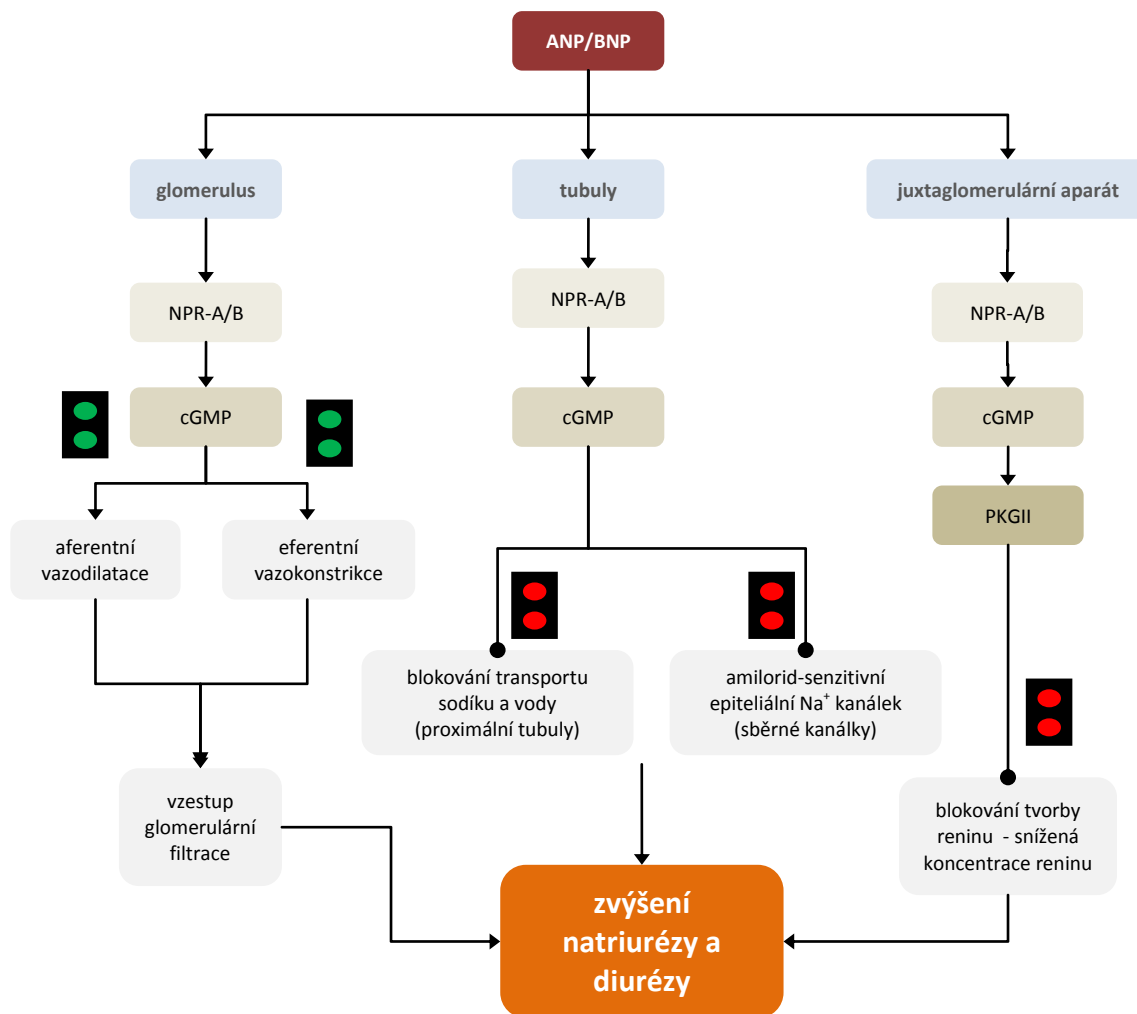 ANP/BNP
glomerulus
tubuly
juxtaglomerulární aparát
NPR-A/B
NPR-A/B
NPR-A/B
cGMP
cGMP
cGMP
PKGII
aferentní
vazodilatace
eferentní
vazokonstrikce
blokování transportu
sodíku a vody
(proximální tubuly)
amilorid-senzitivní
epiteliální Na⁺ kanálek
(sběrné kanálky)
vzestup
glomerulární
filtrace
blokování tvorby
reninu - snížená
koncentrace reninu
zvýšení
natriurézy a
diurézy